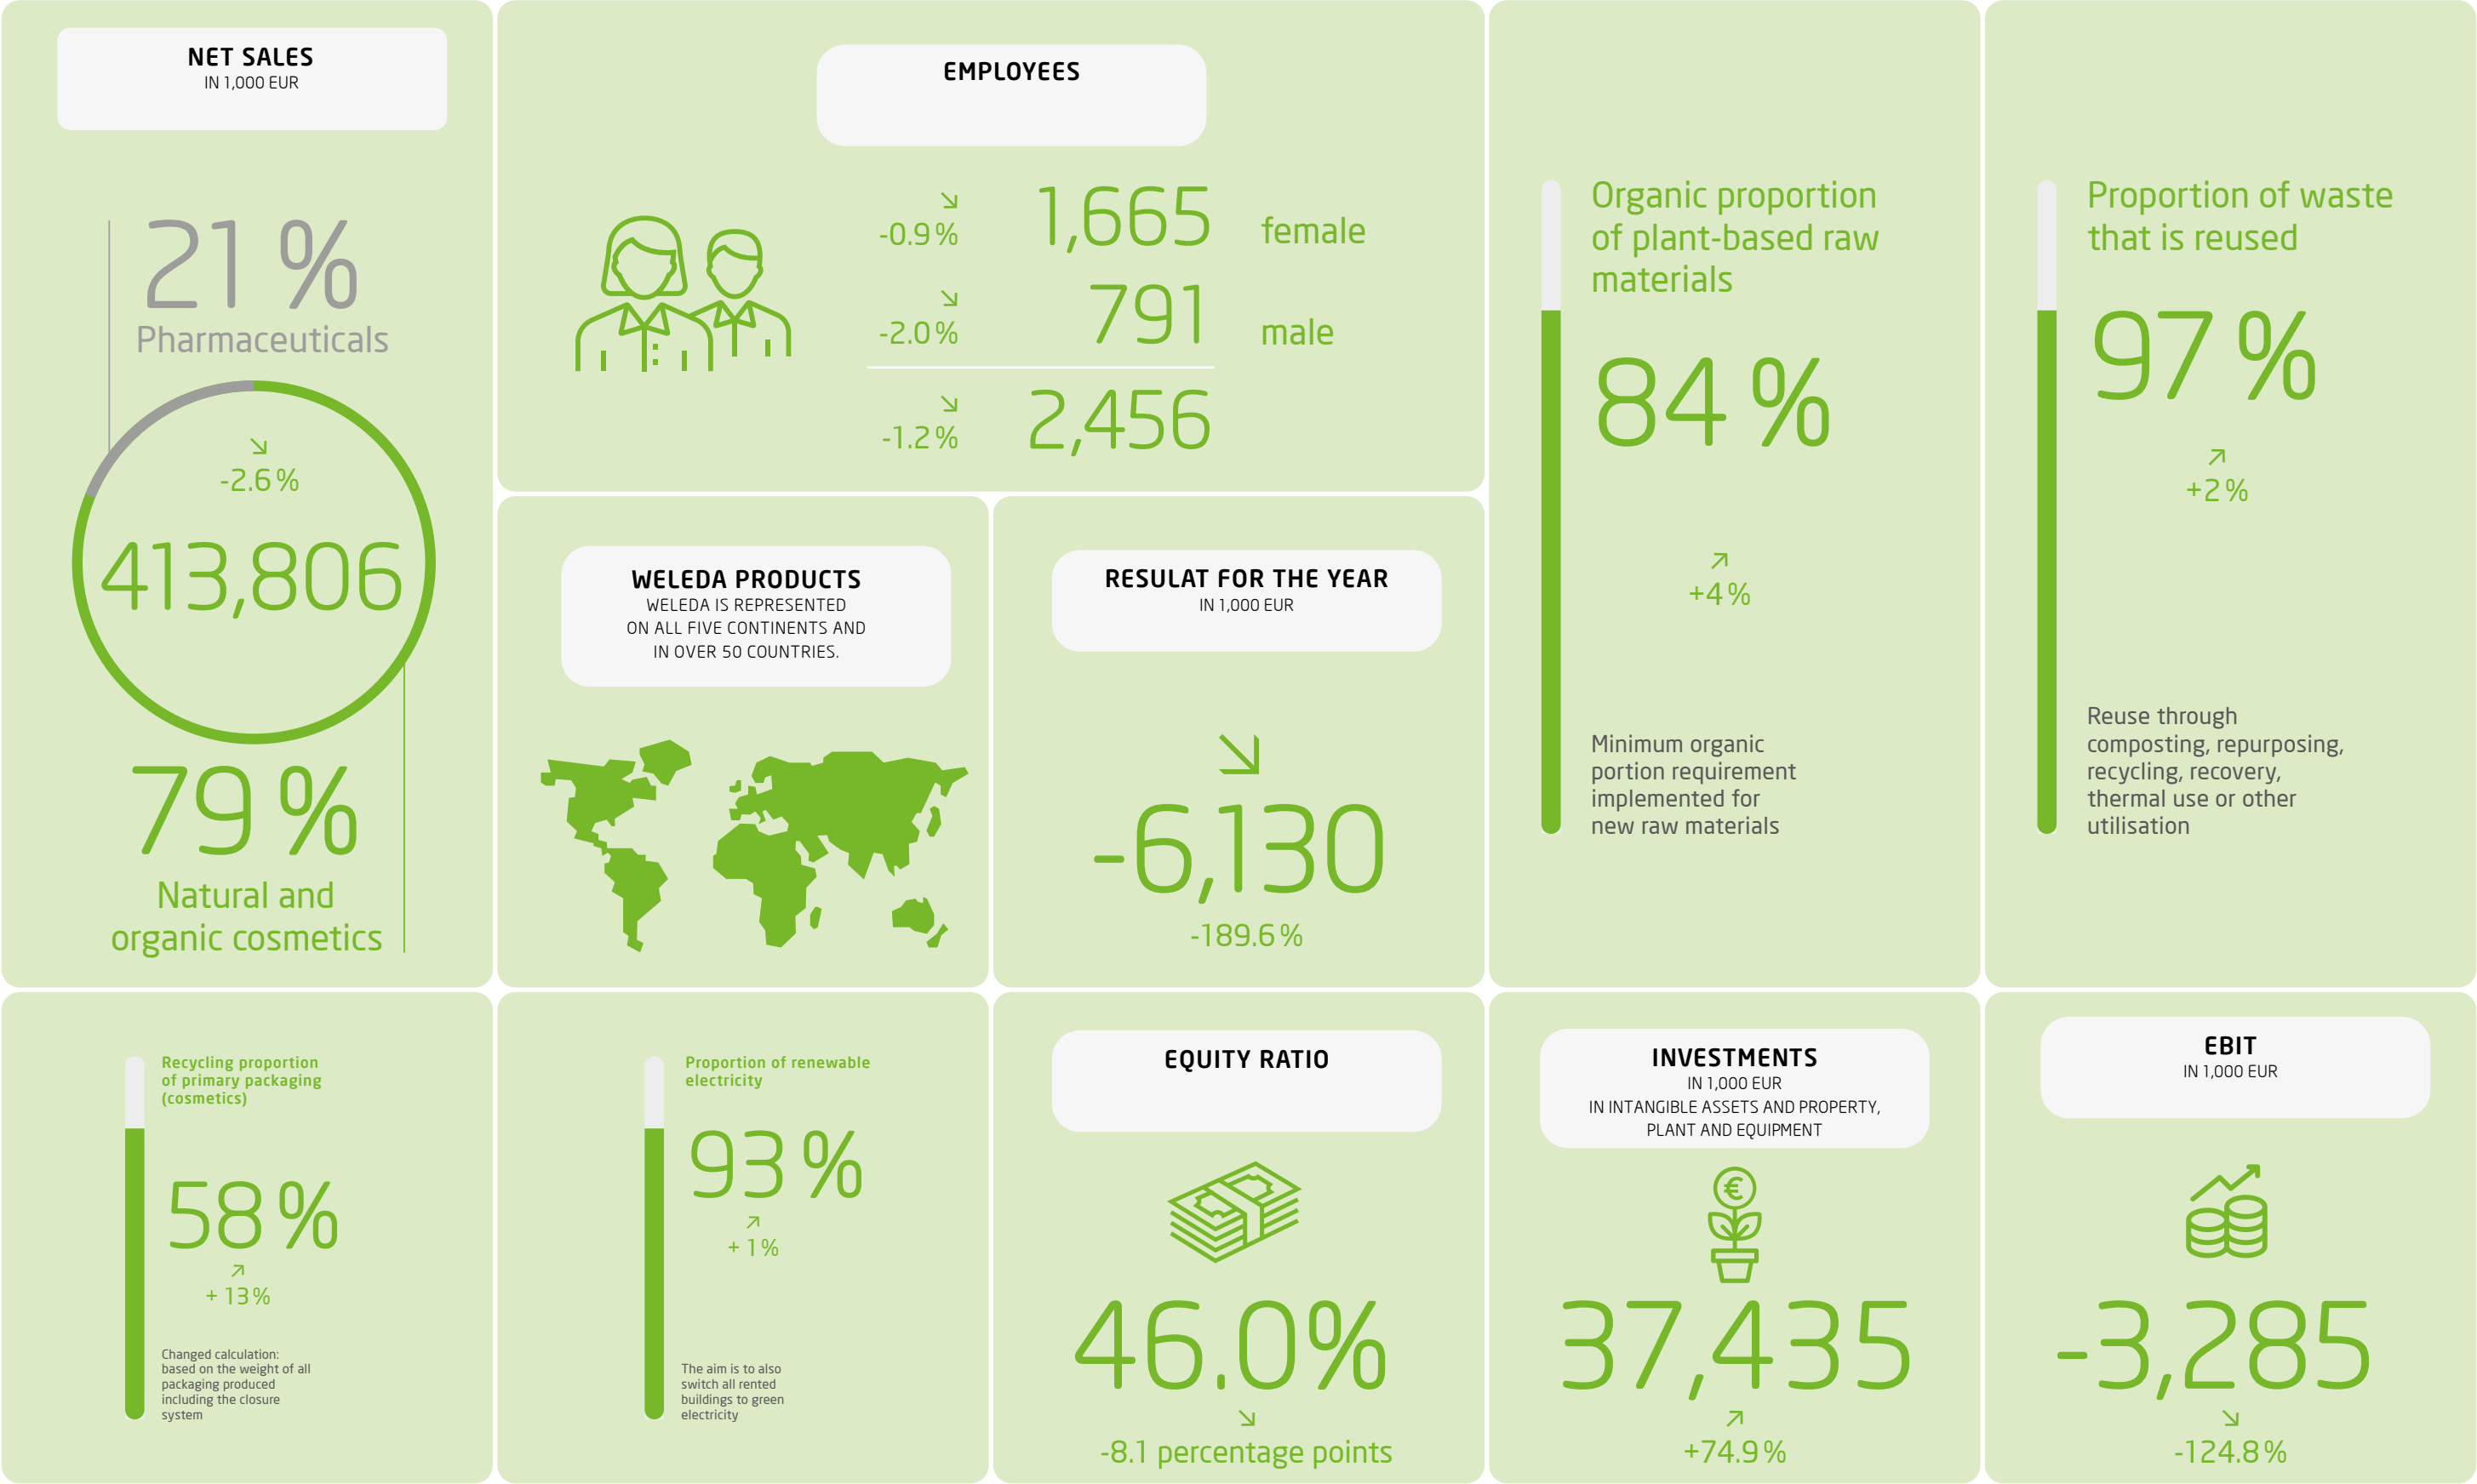 NET SALES
IN 1,000 EUR
21 %
Pharmaceuticals
-2.6 %
413,806
79 %
Natural and
organic cosmetics
EMPLOYEES
-0.9 % 1,665 female
-2.0 % 791 male
-1.2 % 2,456
WELEDA PRODUCTS
WELEDA IS REPRESENTED
ON ALL FIVE CONTINENTS AND
IN OVER 50 COUNTRIES.
RESULAT FOR THE YEAR
IN 1,000 EUR
-6,130
-189.6 %
Organic proportion
of plant-based raw
materials
84 %
+4 %
Minimum organic
portion requirement
implemented for
new raw materials
Proportion of waste
that is reused
97 %
+2 %
Reuse through
composting, repurposing,
recycling, recovery,
thermal use or other
utilisation
Recycling proportion
of primary packaging
(cosmetics)
58 %
+ 13 %
Changed calculation:
based on the weight of all
packaging produced
including the closure
system
Proportion of renewable
electricity
93 %
+ 1 %
The aim is to also
switch all rented
buildings to green
electricity
EQUITY RATIO
46.0%
-8.1 percentage points
INVESTMENTS
IN 1,000 EUR
IN INTANGIBLE ASSETS AND PROPERTY,
PLANT AND EQUIPMENT
€
37,435
+74.9 %
EBIT
IN 1,000 EUR
-3,285
-124.8 %